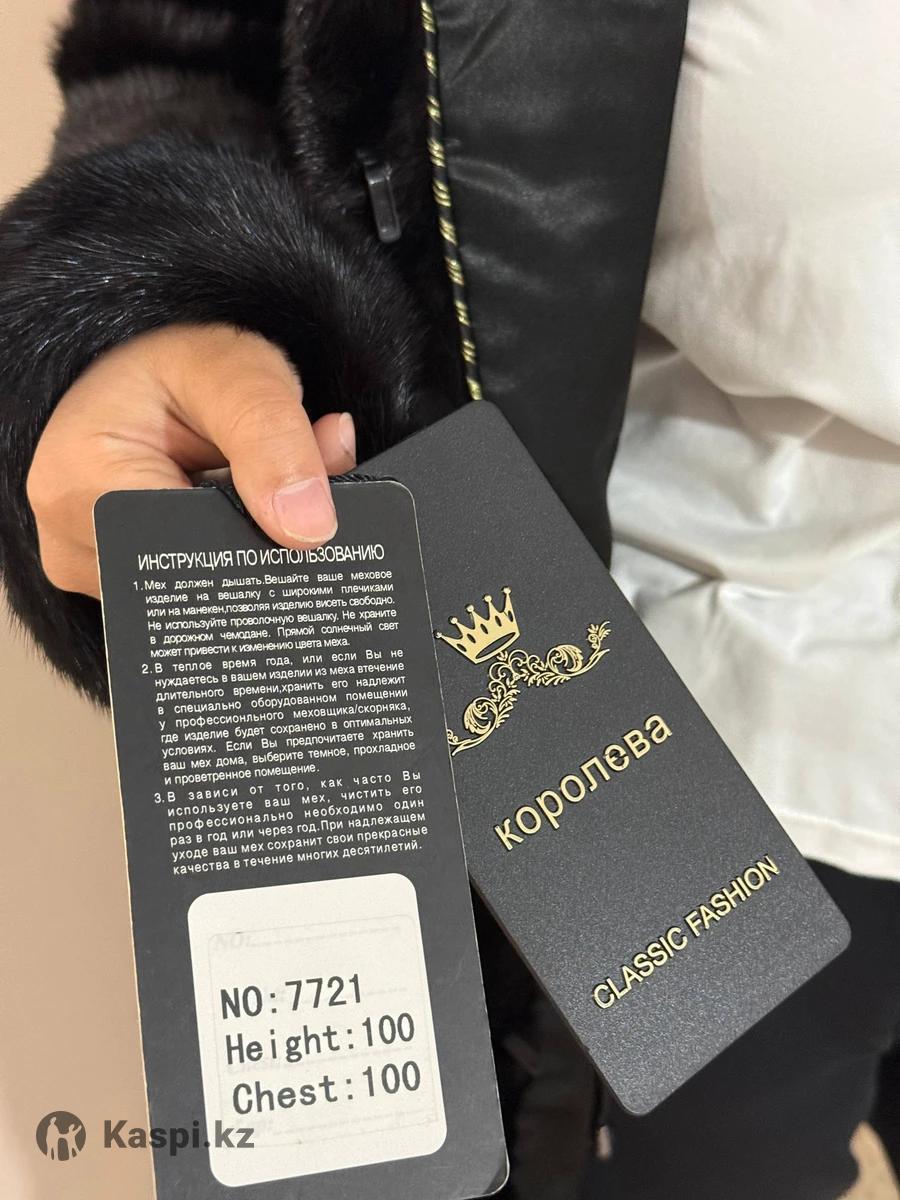 ИНСТРУКЦИЯ ПО ИСПОЛЬЗОВАНИЮ
1.Мех должен дышать.Вешайте ваше меховое
изделие на вешалку с широкими плечиками
или на манекен,позволяя изделию висеть свободно.
Не используйте проволочную вешалку. Не храните
в дорожном чемодане. Прямой солнечный свет
может привести к изменению цвета меха.
2.В теплое время года, или если Вы не
нуждаетесь в вашем изделии из меха втечение
длительного времени,хранить его надлежит
в специально оборудованном помещении
у профессионльного меховщика/скорняка,
где изделие будет сохранено в оптимальных
условиях. Если Вы предпочитаете хранить
ваш мех дома, выберите темное, прохладное
и проветренное помещение.
3.В зависи от того, как часто Вы
используете ваш мех, чистить его
профессионально необходимо один
раз в год или через год.При надлежащем
уходе ваш мех сохранит свои прекрасные
качества в течение многих десятилетий.
NO:
NO:7721
Height:100
Chest:100
королева
CLASSIC FASHION
Kaspi.kz